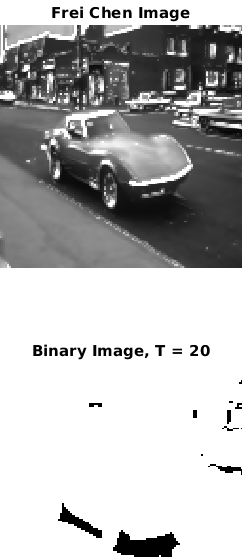 Frei Chen Image
Binary Image, T = 20